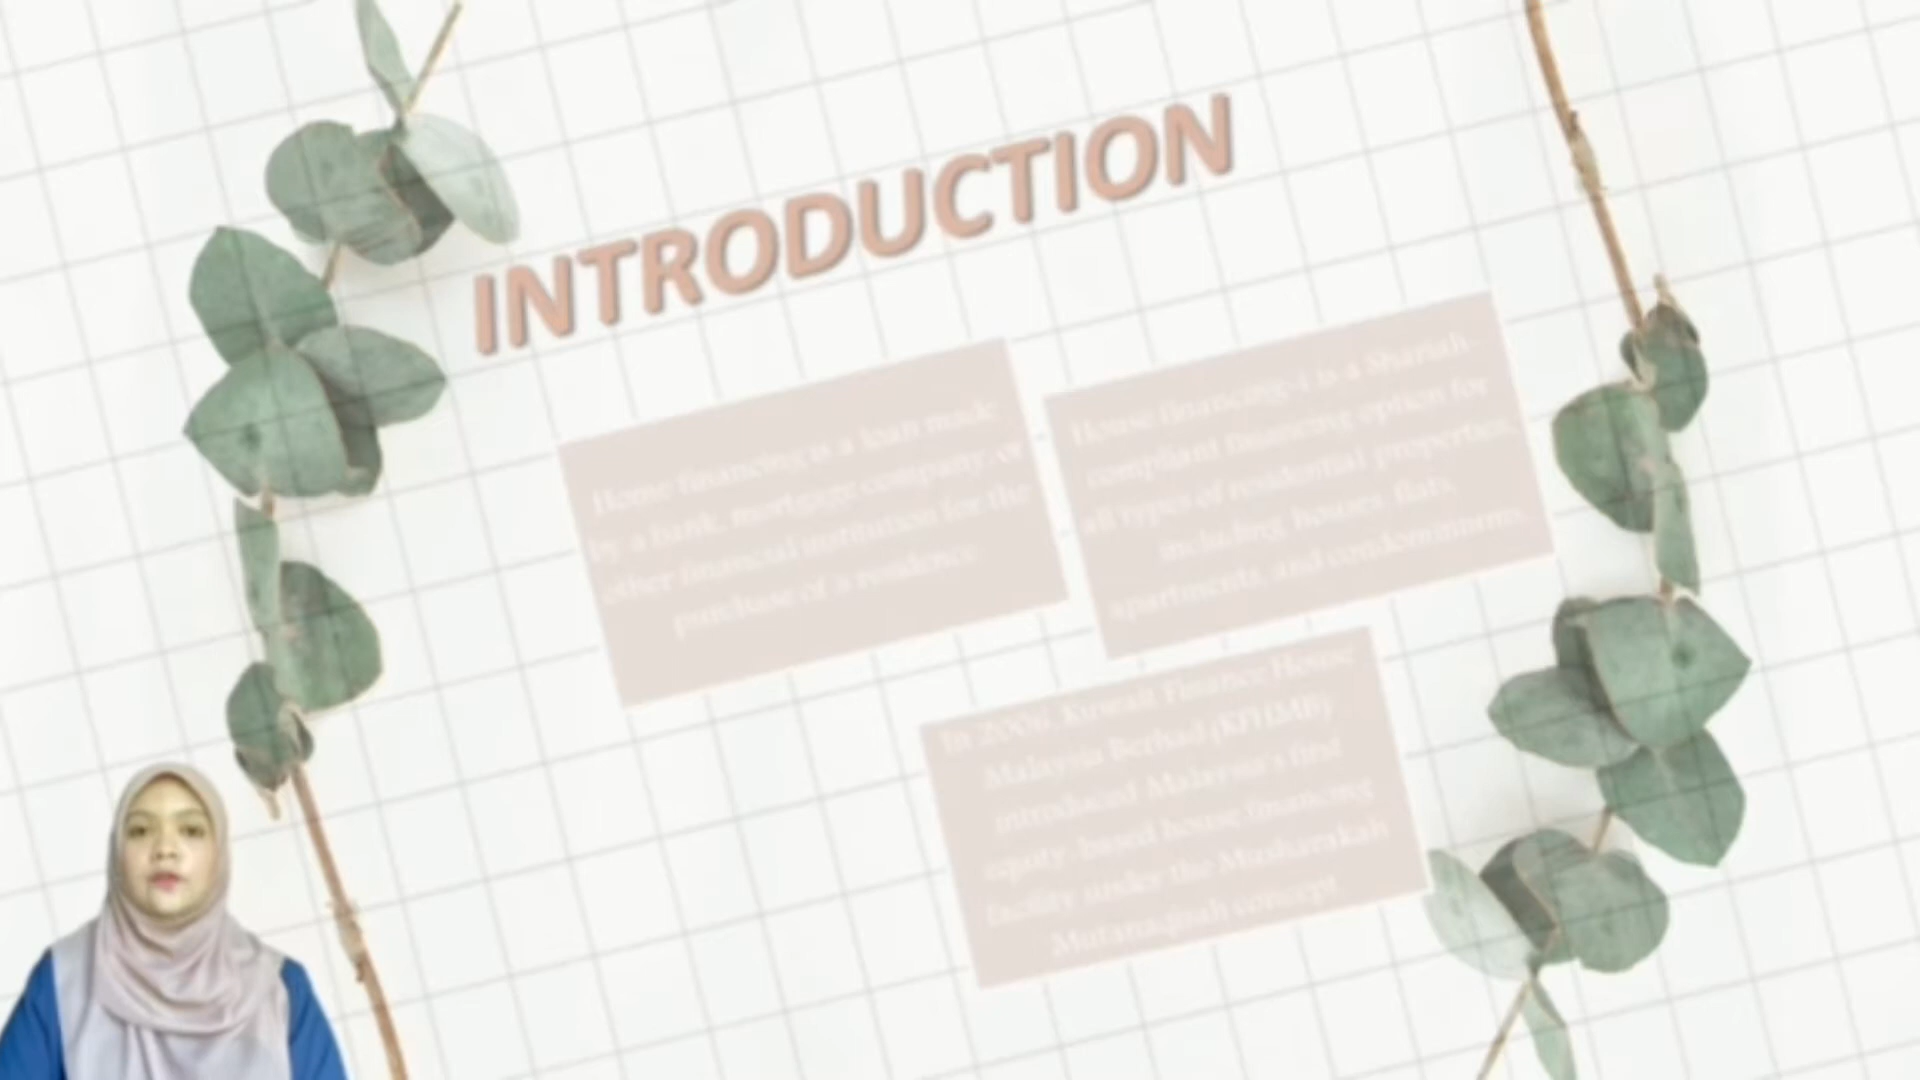 INTRODUCTION
Home financing is a loan made
by a bank, mortgage company, or
other financial institution for the
purchase of a residence
House financing-i is a Shariah-
compliant financing option for
all types of residential properties,
including houses, flats,
apartments, and condominiums.
In Kuwait Finance House
Malaysia Berhad (KFHMB)
introduced Malaysia's first
equity-based house financing
facility under the Musharakah
Mutanaqisah concept